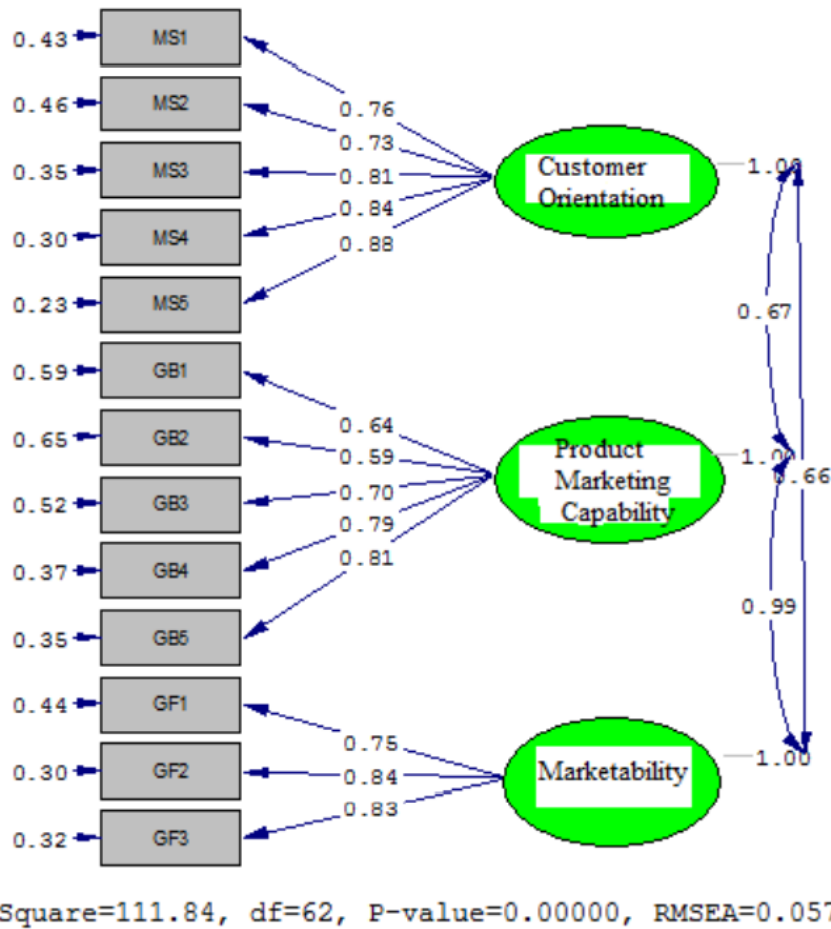 0.43 MS1
0.46 MS2
0.35 MS3
0.30 MS4
0.23 MS5
0.59 GB1
0.65 GB2
0.52 GB3
0.37 GB4
0.35 GB5
0.44 GF1
0.30 GF2
0.32 GF3
0.76
0.73
0.81
0.84
0.88
0.64
0.59
0.70
0.79
0.81
0.75
0.84
0.83
Customer
Orientation
Product
Marketing
Capability
Marketability
1.00
0.67
1.00
0.66
0.99
1.00
Square=111.84, df=62, P-value=0.00000, RMSEA=0.057